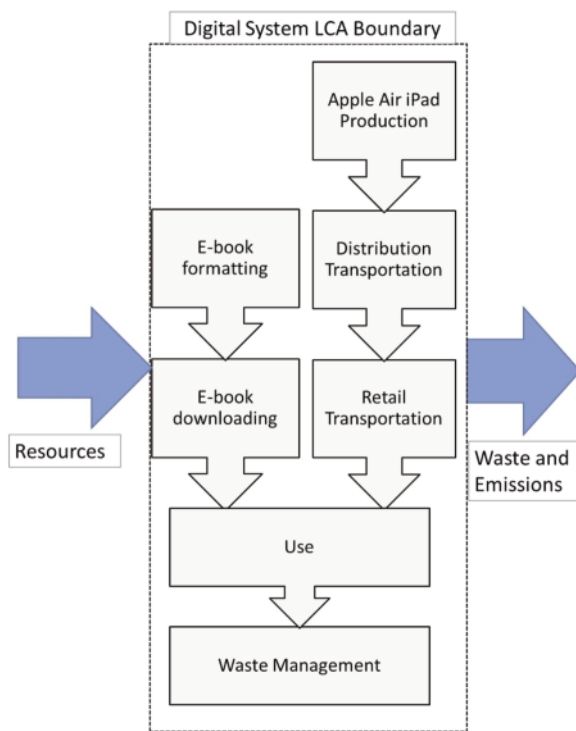 Digital System LCA Boundary
Apple Air iPad
Production
E-book
formatting
Distribution
Transportation
E-book
downloading
Retail
Transportation
Resources
Waste and
Emissions
Use
Waste Management